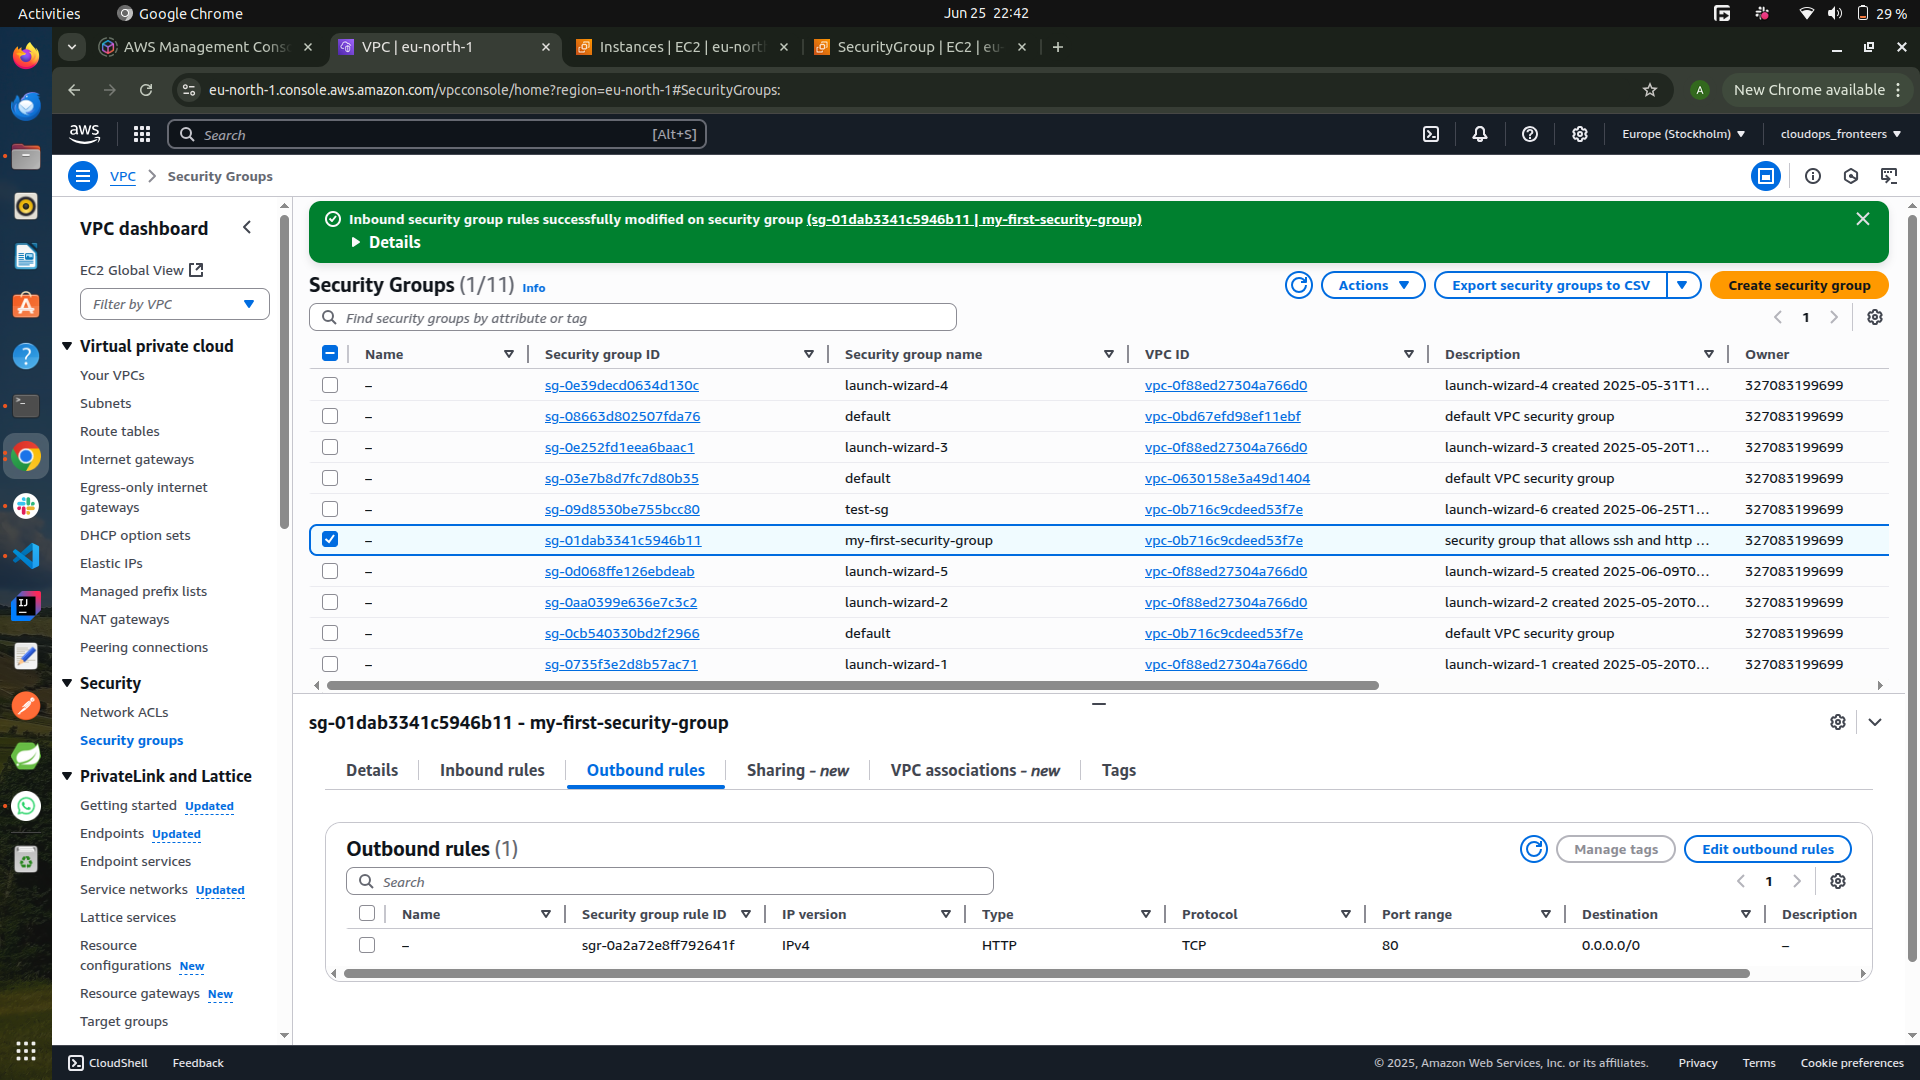 Activities
Google Chrome
Jun 25 22:42
29 %
AWS Management Conso
VPC | eu-north-1
Instances | EC2 | eu-north
SecurityGroup | EC2 | eu-
eu-north-1.console.aws.amazon.com/vpcconsole/home?region=eu-north-1#SecurityGroups:
A
New Chrome available
aws
Search
[Alt+S]
Europe (Stockholm)
cloudops_fronteers
VPC
Security Groups
VPC dashboard
EC2 Global View
Filter by VPC
Virtual private cloud
Your VPCs
Subnets
Route tables
Internet gateways
Egress-only internet
gateways
DHCP option sets
Elastic IPs
Managed prefix lists
NAT gateways
Peering connections
Security
Network ACLs
Security groups
PrivateLink and Lattice
Getting started Updated
Endpoints Updated
Endpoint services
Service networks Updated
Lattice services
Resource
configurations New
Resource gateways New
Target groups
Inbound security group rules successfully modified on security group (sg-01dab3341c5946b11 | my-first-security-group)
Details
Security Groups (1/11) Info
Actions
Export security groups to CSV
Create security group
Find security groups by attribute or tag
1
Name Security group ID Security group name VPC ID Description Owner
– sg-0e39decd0634d130c launch-wizard-4 vpc-0f88ed27304a766d0 launch-wizard-4 created 2025-05-31T1... 327083199699
– sg-08663d802507fda76 default vpc-0bd67efd98ef11ebf default VPC security group 327083199699
– sg-0e252fd1eea6baac1 launch-wizard-3 vpc-0f88ed27304a766d0 launch-wizard-3 created 2025-05-20T1... 327083199699
– sg-03e7b8d7fc7d80b35 default vpc-0630158e3a49d1404 default VPC security group 327083199699
– sg-09d8530be755bcc80 test-sg vpc-0b716c9cdeed53f7e launch-wizard-6 created 2025-06-25T1... 327083199699
– sg-01dab3341c5946b11 my-first-security-group vpc-0b716c9cdeed53f7e security group that allows ssh and http ... 327083199699
– sg-0d068ffe126ebdeab launch-wizard-5 vpc-0f88ed27304a766d0 launch-wizard-5 created 2025-06-09T0... 327083199699
– sg-0aa0399e636e7c3c2 launch-wizard-2 vpc-0f88ed27304a766d0 launch-wizard-2 created 2025-05-20T0... 327083199699
– sg-0cb540330bd2f2966 default vpc-0b716c9cdeed53f7e default VPC security group 327083199699
– sg-0735f3e2d8b57ac71 launch-wizard-1 vpc-0f88ed27304a766d0 launch-wizard-1 created 2025-05-20T0... 327083199699
sg-01dab3341c5946b11 - my-first-security-group
Details
Inbound rules
Outbound rules
Sharing - new
VPC associations - new
Tags
Outbound rules (1)
Manage tags
Edit outbound rules
Search
1
Name Security group rule ID IP version Type Protocol Port range Destination Description
– sgr-0a2a72e8ff792641f IPv4 HTTP TCP 80 0.0.0.0/0 –
CloudShell
Feedback
© 2025, Amazon Web Services, Inc. or its affiliates.
Privacy
Terms
Cookie preferences